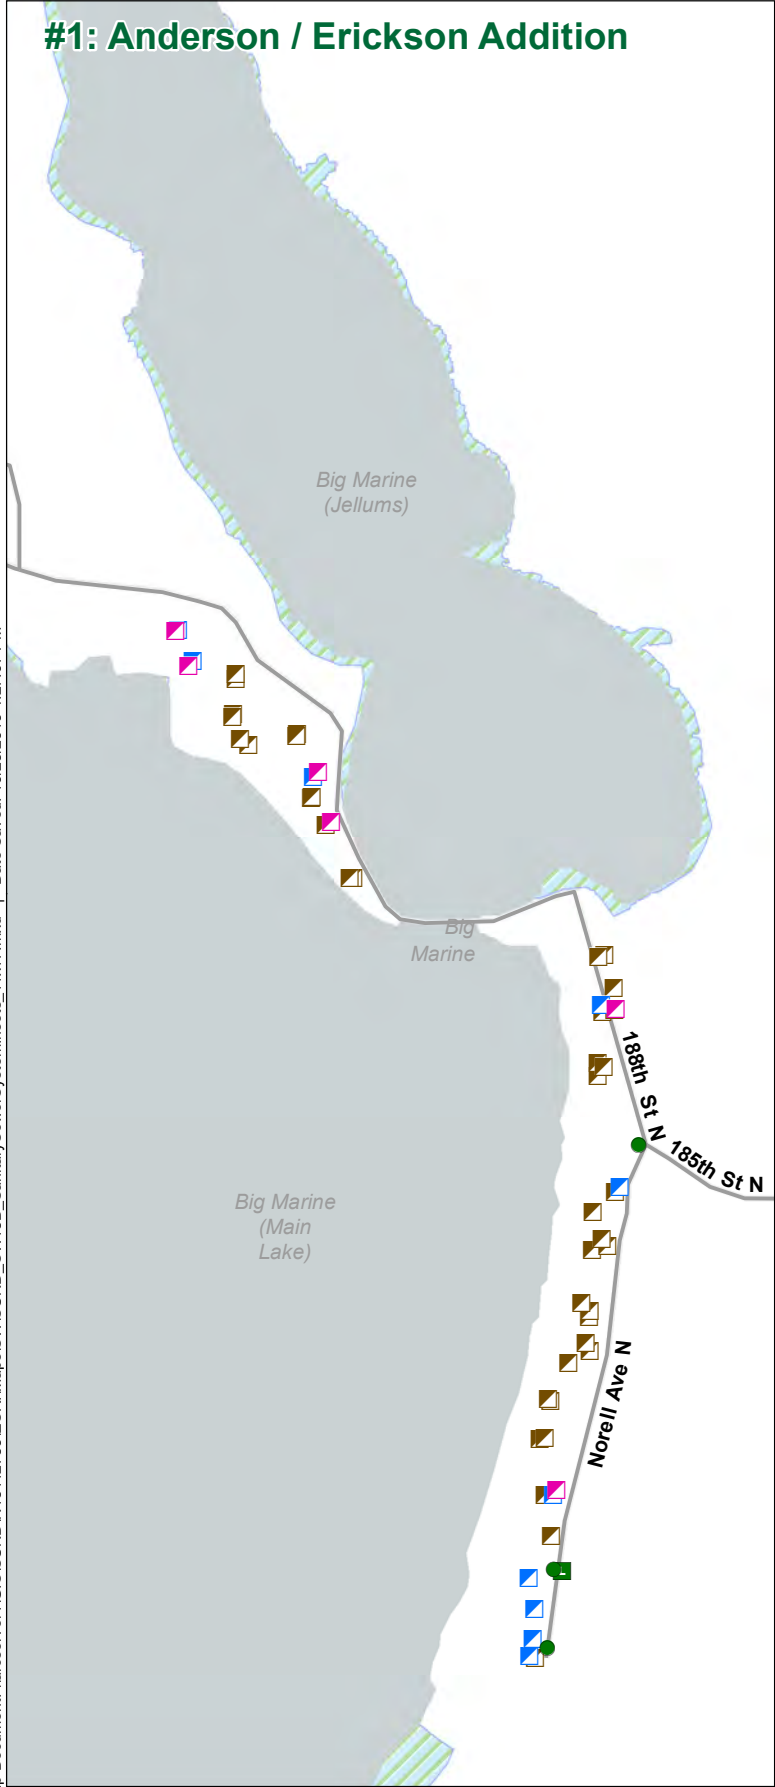 #1: Anderson / Erickson Addition
Big Marine
(Jellums)
Big
Marine
188th St N
185th St N
Big Marine
(Main
Lake)
Norell Ave N